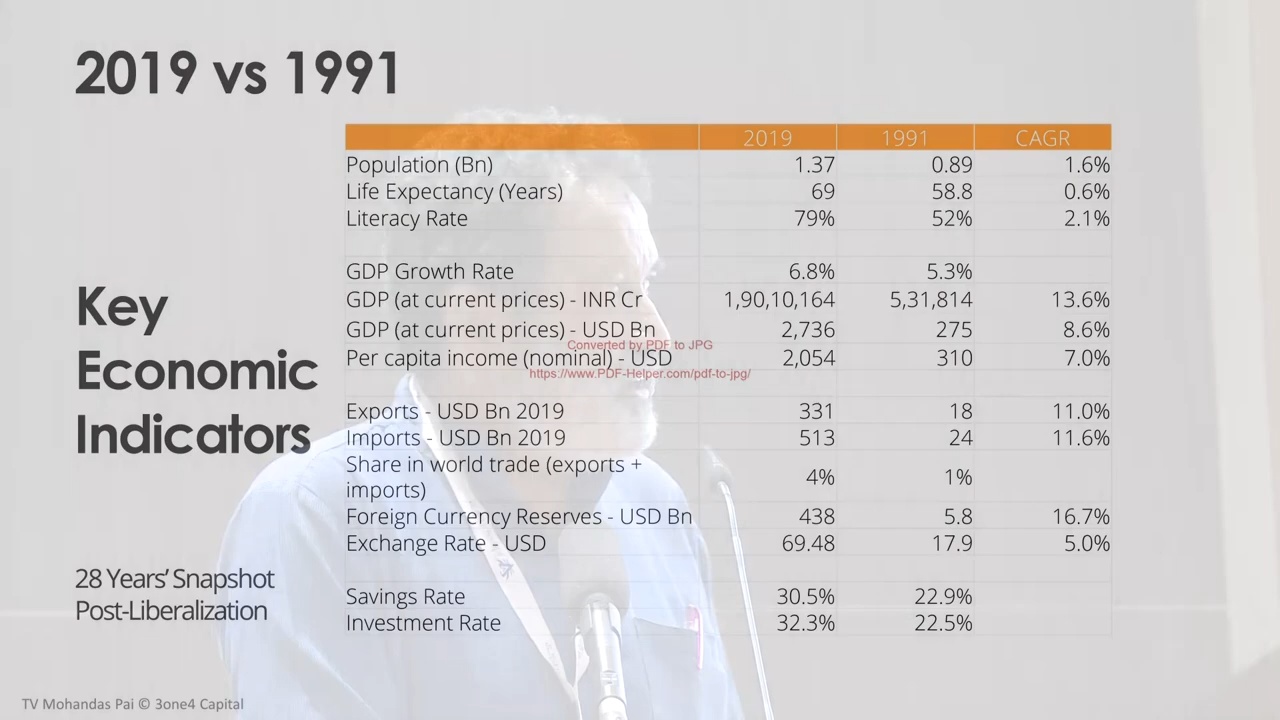 2019 vs 1991
Key
Economic
Indicators
28 Years’ Snapshot
Post-Liberalization
2019 1991 CAGR
Population (Bn) 1.37 0.89 1.6%
Life Expectancy (Years) 69 58.8 0.6%
Literacy Rate 79% 52% 2.1%
GDP Growth Rate 6.8% 5.3%
GDP (at current prices) - INR Cr 1,90,10,164 5,31,814 13.6%
GDP (at current prices) - USD Bn 2,736 275 8.6%
Converted by PDF to JPG
Per capita income (nominal) - USD 2,054 310 7.0%
https://www.PDF-Helper.com/pdf-to-jpg/
Exports - USD Bn 2019 331 18 11.0%
Imports - USD Bn 2019 513 24 11.6%
Share in world trade (exports +
imports) 4% 1%
Foreign Currency Reserves - USD Bn 438 5.8 16.7%
Exchange Rate - USD 69.48 17.9 5.0%
Savings Rate 30.5% 22.9%
Investment Rate 32.3% 22.5%
TV Mohandas Pai © 3one4 Capital